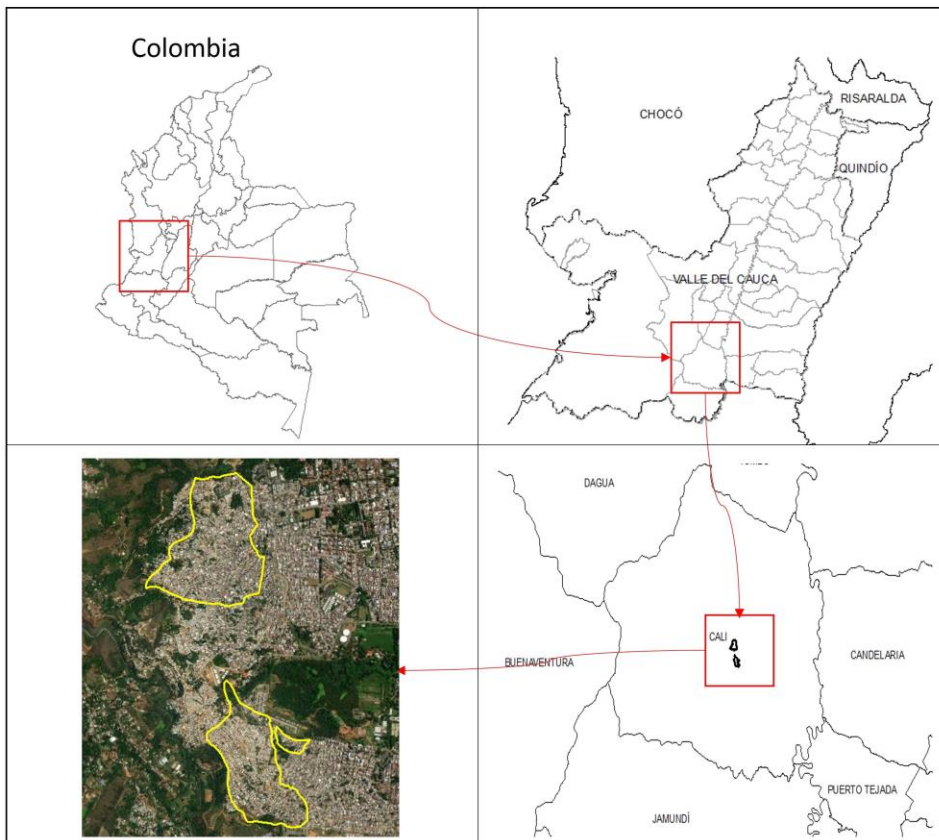 Colombia
CHOCÓ
RISARALDA
QUINDÍO
VALLE DEL CAUCA
DAGUA
CALI
BUENAVENTURA
CANDELARIA
PUERTO TEJADA
JAMUNDÍ